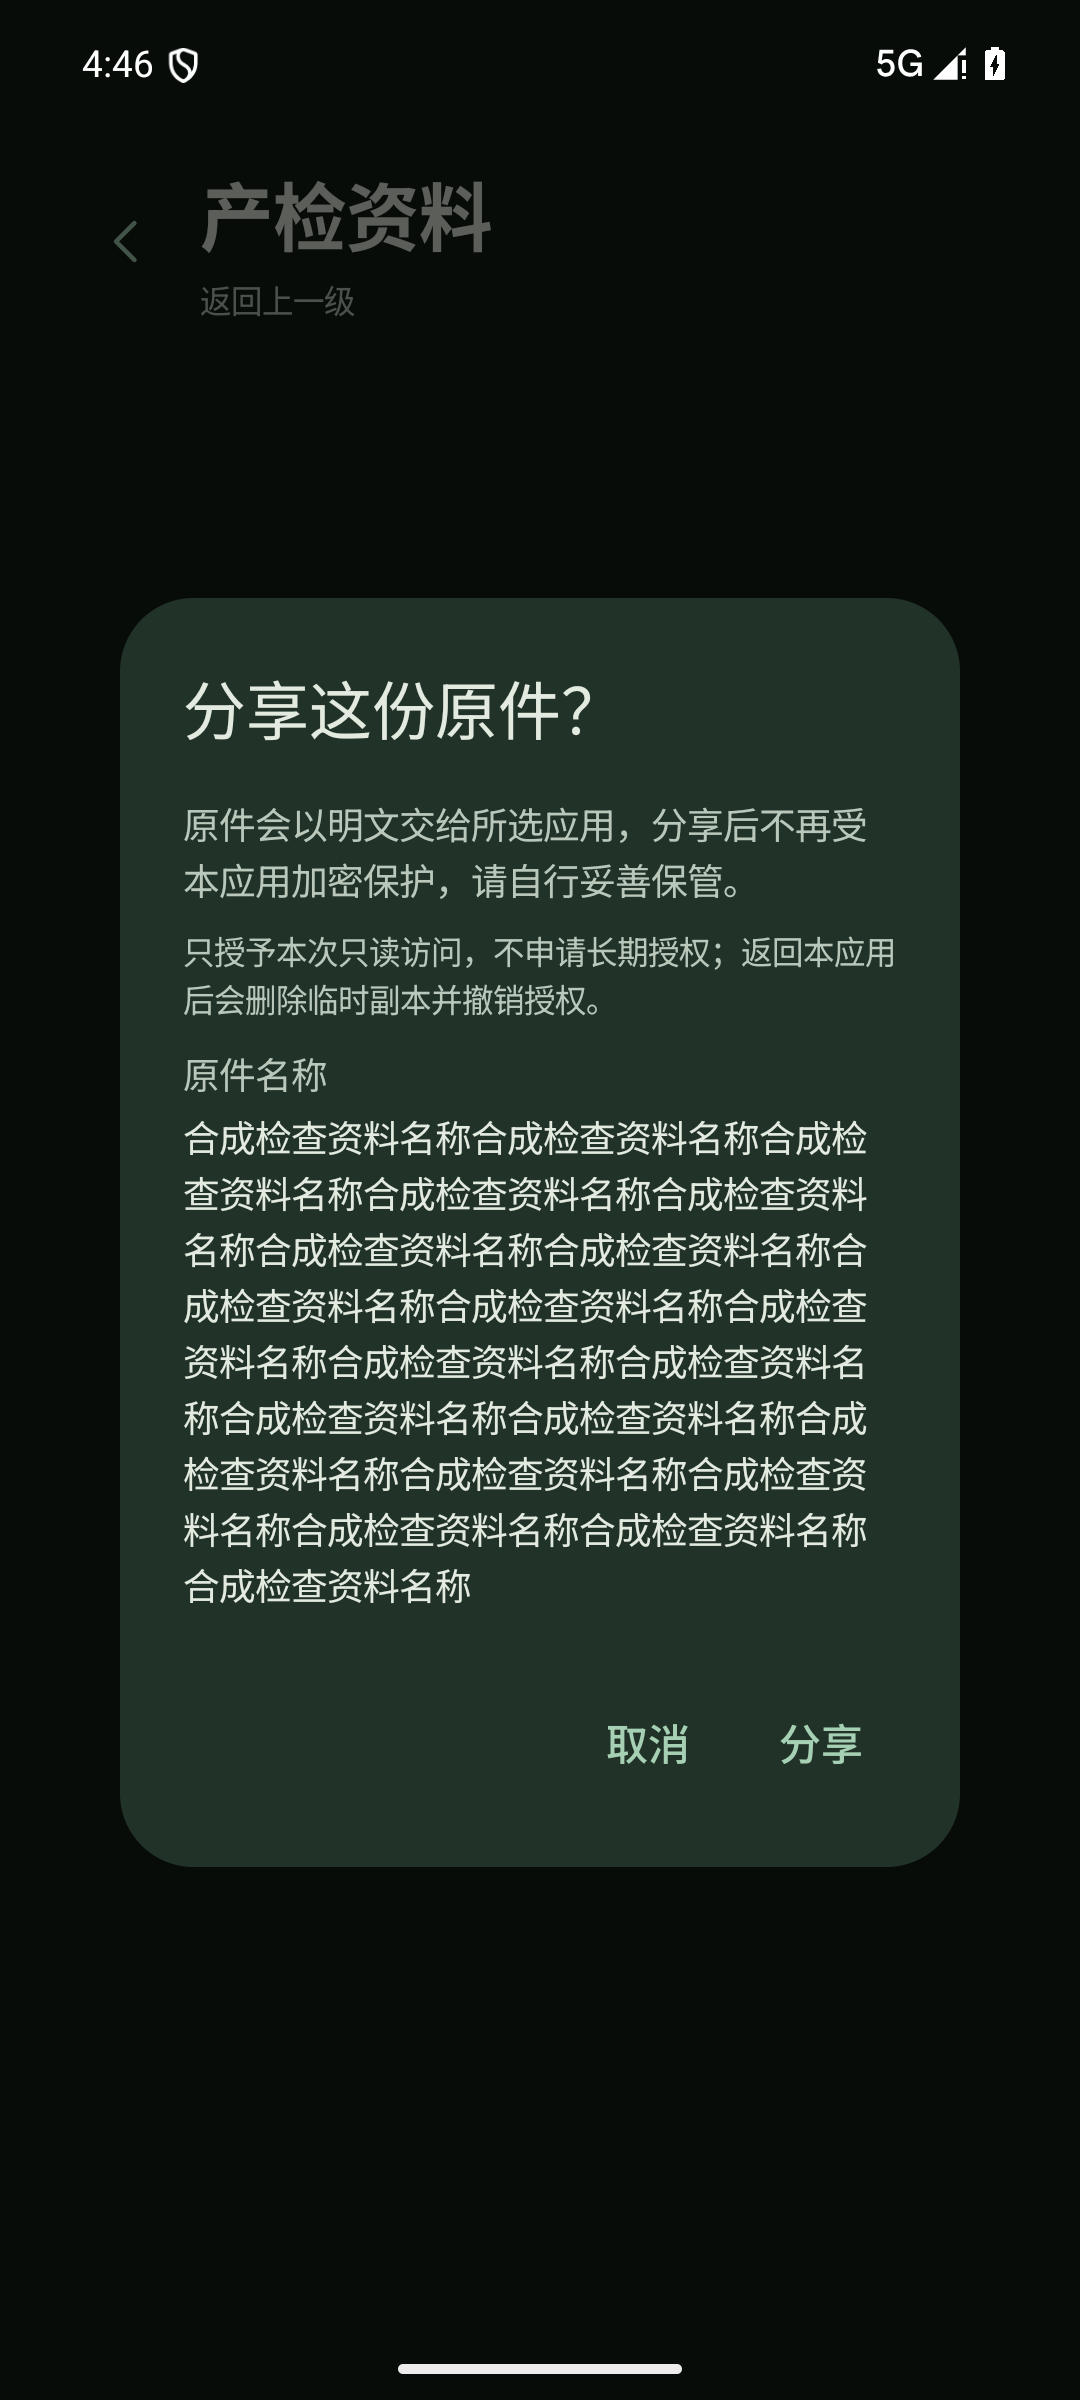 4:46
5G
产检资料
返回上一级
分享这份原件？
原件会以明文交给所选应用，分享后不再受
本应用加密保护，请自行妥善保管。
只授予本次只读访问，不申请长期授权；返回本应用
后会删除临时副本并撤销授权。
原件名称
合成检查资料名称合成检查资料名称合成检
查资料名称合成检查资料名称合成检查资料
名称合成检查资料名称合成检查资料名称合
成检查资料名称合成检查资料名称合成检查
资料名称合成检查资料名称合成检查资料名
称合成检查资料名称合成检查资料名称合成
检查资料名称合成检查资料名称合成检查资
料名称合成检查资料名称合成检查资料名称
合成检查资料名称
取消
分享